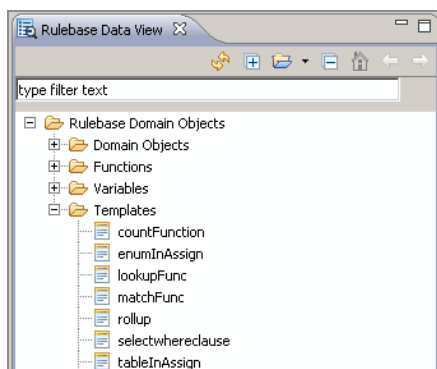 Rulebase Data View
type filter text
Rulebase Domain Objects
Domain Objects
Functions
Variables
Templates
countFunction
enumInAssign
lookupFunc
matchFunc
rollup
selectwhereclause
tableInAssign